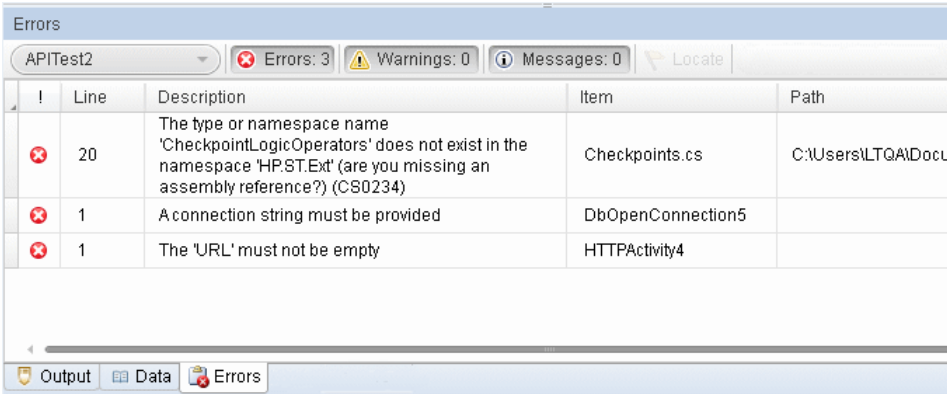 Errors
APITest2 Errors: 3 Warnings: 0 Messages: 0 Locate
! Line Description Item Path
The type or namespace name
'CheckpointLogicOperators' does not exist in the
20 namespace 'HP.ST.Ext' (are you missing an Checkpoints.cs C:\Users\LTQA\Docu
assembly reference?) (CS0234)
1 A connection string must be provided DbOpenConnection5
1 The 'URL' must not be empty HTTPActivity4
Output Data Errors